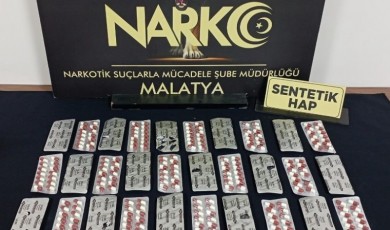 NARKO
NARKOTİK SUÇLARLA MÜCADELE ŞUBE MÜDÜRLÜĞÜ
MALATYA
SENTETİK
HAP